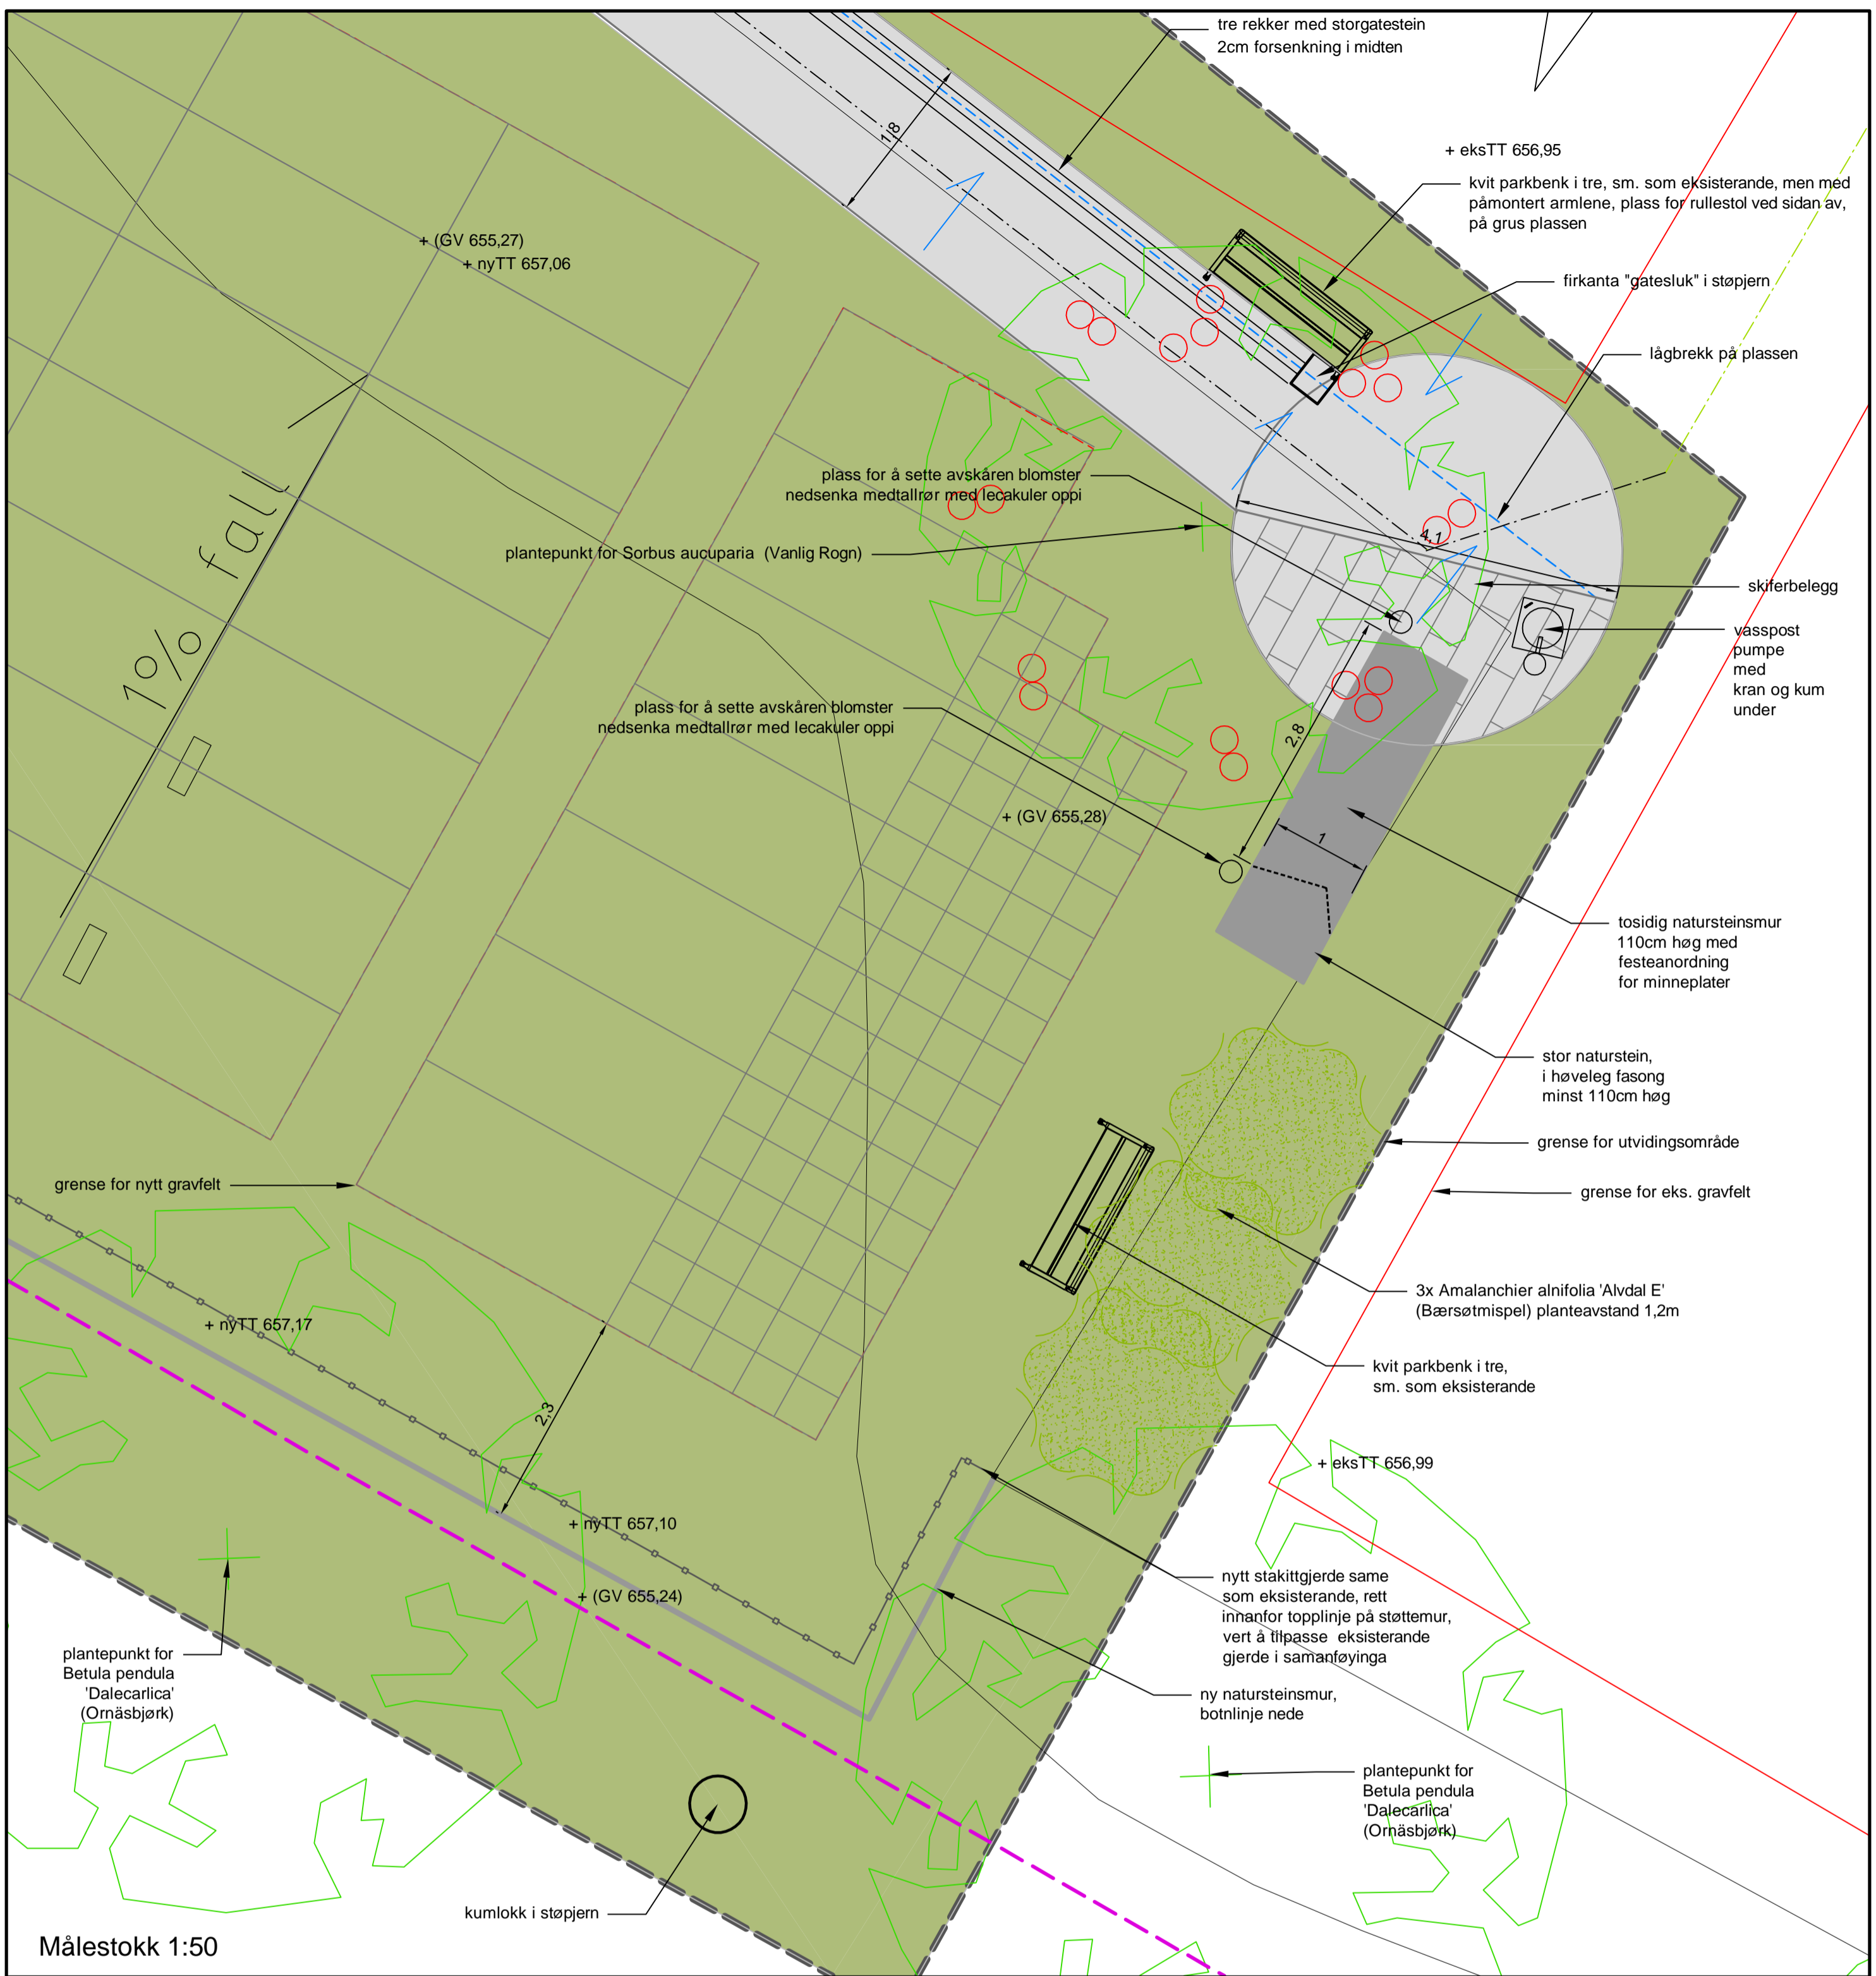 tre rekker med storgatestein
2cm forsenkning i midten
1,8
+ eksTT 656,95
kvit parkbenk i tre, sm. som eksisterande, men med
påmontert armlene, plass for rullestol ved sidan av,
på grus plassen
+ (GV 655,27)
+ nyTT 657,06
firkanta "gatesluk" i støpjern
lågbrekk på plassen
plass for å sette avskåren blomster
nedsenka medtallrør med lecakuler oppi
1% fall
4,1
plantepunkt for Sorbus aucuparia (Vanlig Rogn)
skiferbelegg
vasspost
pumpe
med
kran og kum
under
plass for å sette avskåren blomster
nedsenka medtallrør med lecakuler oppi
2,8
+ (GV 655,28)
1
tosidig natursteinsmur
110cm høg med
festeanordning
for minneplater
stor naturstein,
i høveleg fasong
minst 110cm høg
grense for utvidingsområde
grense for nytt gravfelt
grense for eks. gravfelt
3x Amalanchier alnifolia 'Alvdal E'
(Bærsøtmispel) planteavstand 1,2m
+ nyTT 657,17
kvit parkbenk i tre,
sm. som eksisterande
2,3
+ eksTT 656,99
+ nyTT 657,10
+ (GV 655,24)
nytt stakittgjerde same
som eksisterande, rett
innanfor topplinje på støttemur,
vert å tilpasse eksisterande
gjerde i samanføyinga
plantepunkt for
Betula pendula
'Dalecarlica'
(Ornäsbjørk)
ny natursteinsmur,
botnlinje nede
plantepunkt for
Betula pendula
'Dalecarlica'
(Ornäsbjørk)
kumlokk i støpjern
Målestokk 1:50